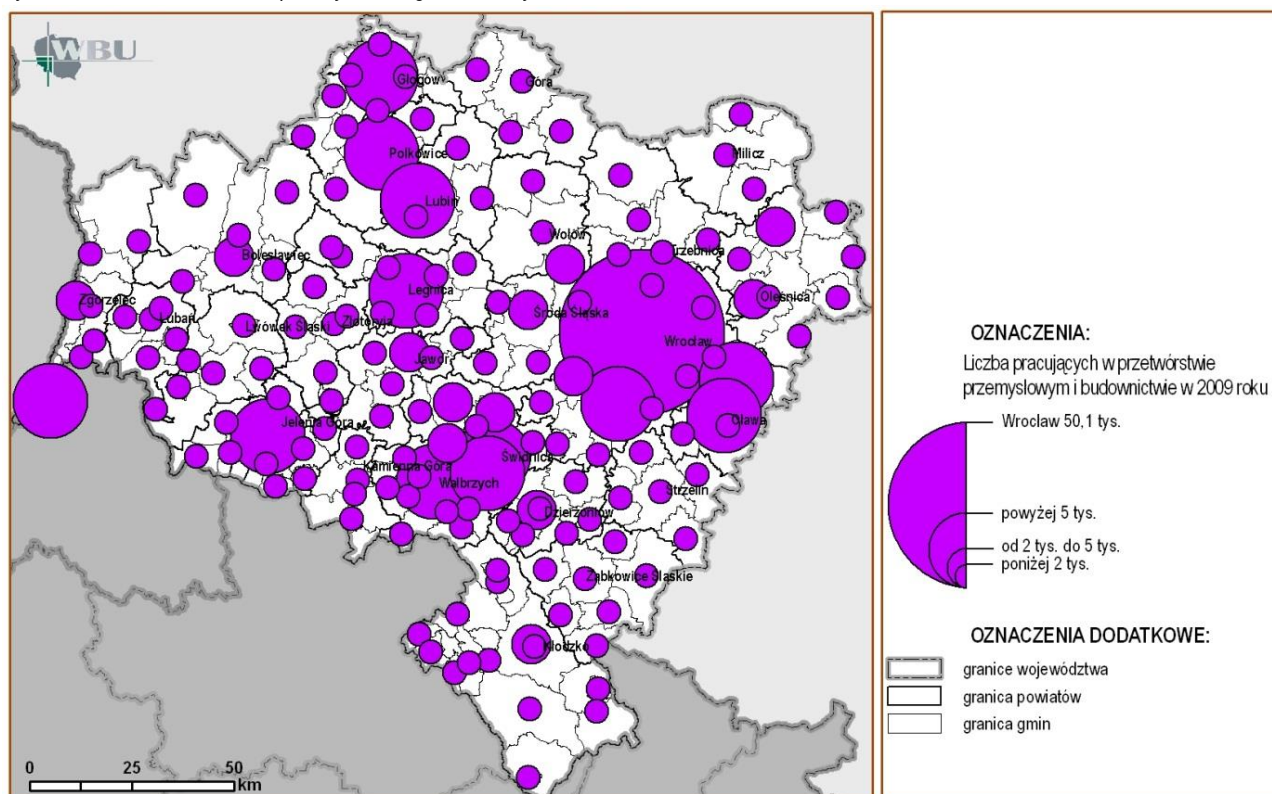 WBU
Głogów
Góra
Polkowice
Milicz
Lubin
Wołów
Trzebnica
Bolesławiec
Legnica
Oleśnica
Zgorzelec
Lubań
Lwówek Śląski
Złotoryja
Środa Śląska
Wrocław
Jawor
Jelenia Góra
Oława
Kamienna Góra
Świdnica
Wałbrzych
Strzelin
Dzierżoniów
Ząbkowice Śląskie
Kłodzko
0 25 50
km
OZNACZENIA:
Liczba pracujących w przetwórstwie
przemysłowym i budownictwie w 2009 roku
Wrocław 50,1 tys.
powyżej 5 tys.
od 2 tys. do 5 tys.
poniżej 2 tys.
OZNACZENIA DODATKOWE:
granice województwa
granica powiatów
granica gmin